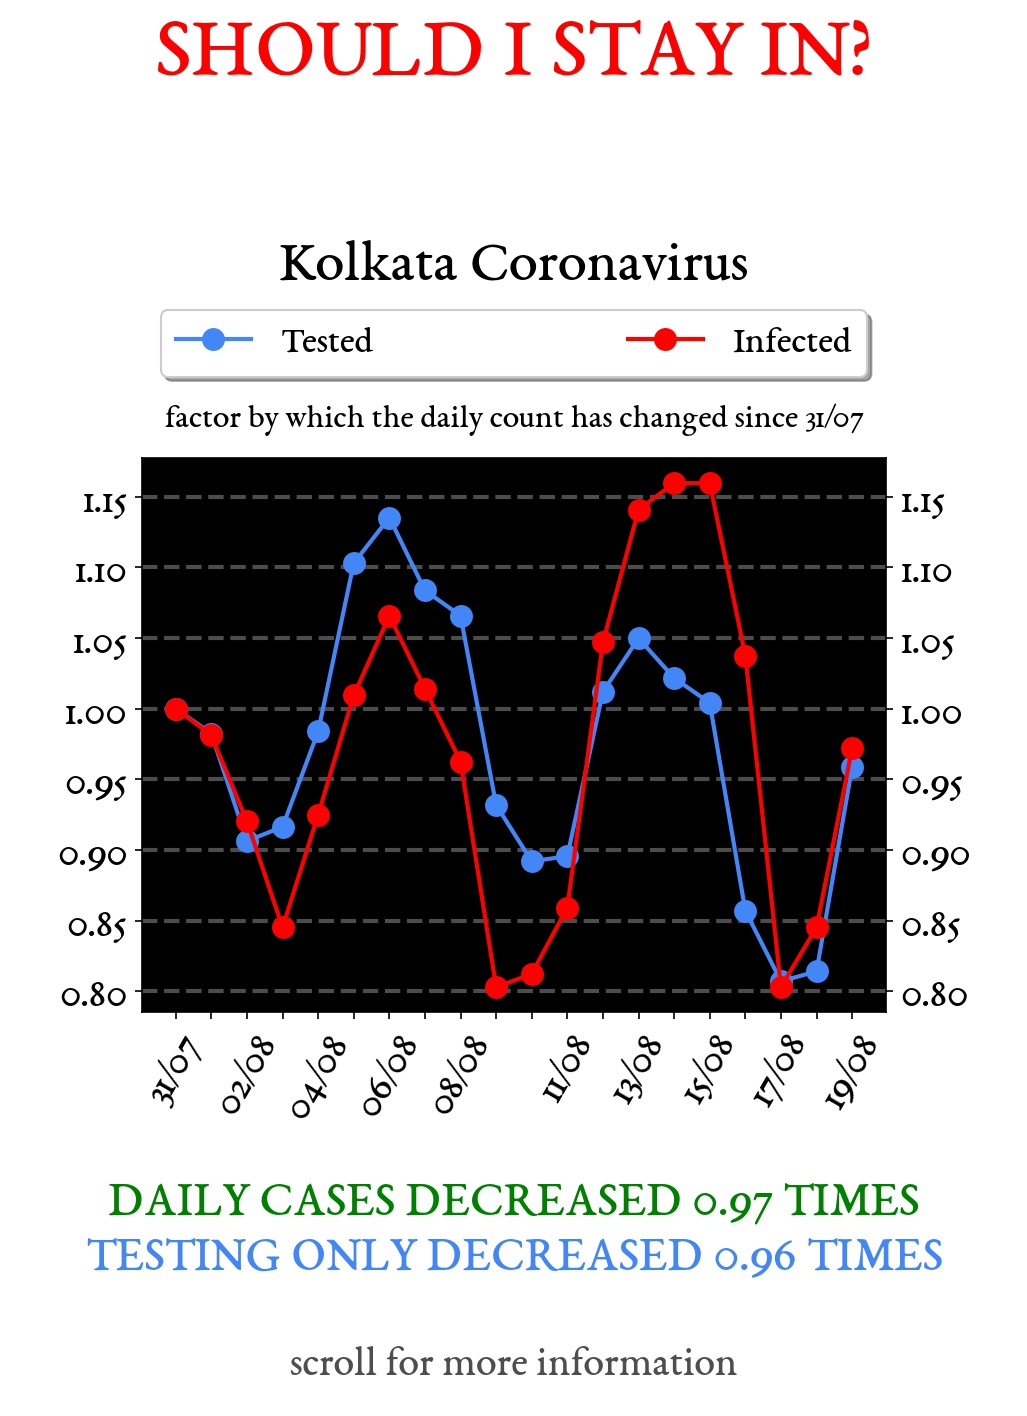 SHOULD I STAY IN?
Kolkata Coronavirus
Tested Infected
factor by which the daily count has changed since 31/07
1.15 1.15
1.10 1.10
1.05 1.05
1.00 1.00
0.95 0.95
0.90 0.90
0.85 0.85
0.80 0.80
31/07 02/08 04/08 06/08 08/08 11/08 13/08 15/08 17/08 19/08
DAILY CASES DECREASED 0.97 TIMES
TESTING ONLY DECREASED 0.96 TIMES
scroll for more information